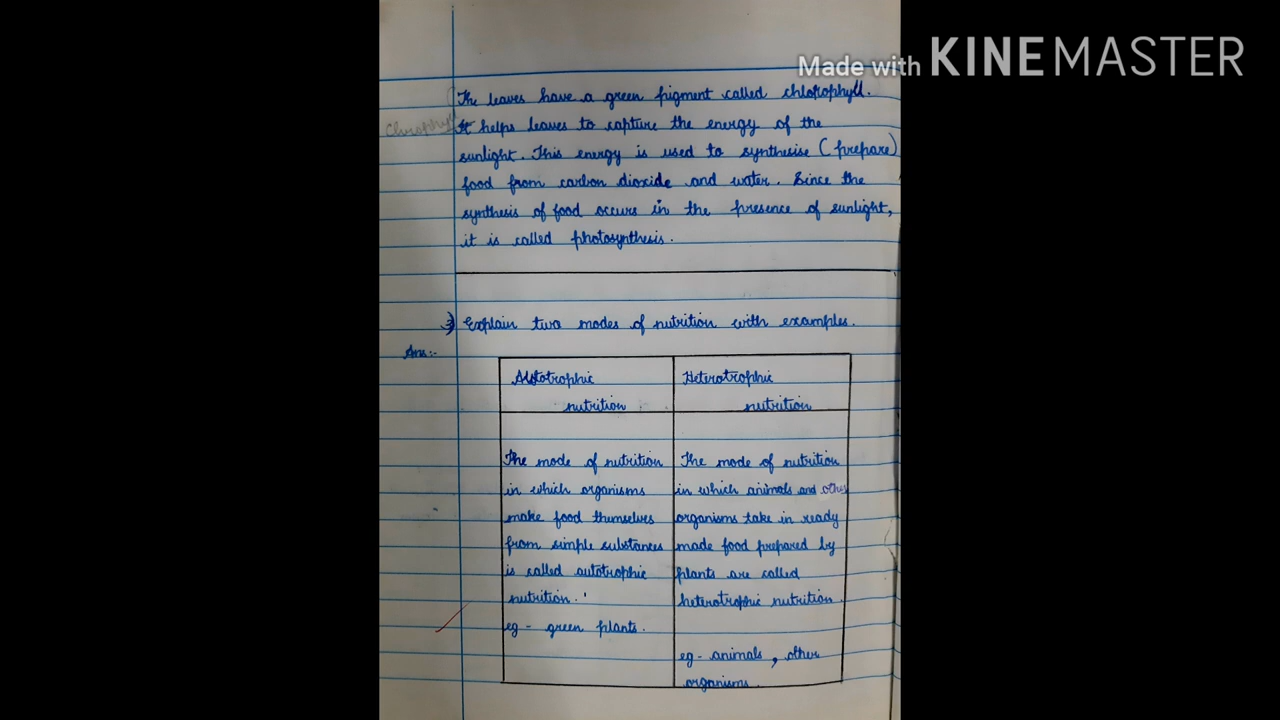 Made with KINEMASTER
The leaves have a green pigment called chlorophyll.
It helps leaves to capture the energy of the
sunlight. This energy is used to synthesise (prepare)
food from carbon dioxide and water. Since the
synthesis of food occurs in the presence of sunlight,
it is called photosynthesis.
3) Explain two modes of nutrition with examples.
Ans:-
Autotrophic
nutrition
The mode of nutrition
in which organisms
make food themselves
from simple substances
is called autotrophic
nutrition.
eg - green plants.
Heterotrophic
nutrition
The mode of nutrition
in which animals and other
organisms take in ready
made food prepared by
plants are called
heterotrophic nutrition.
eg- animals, other
organisms.